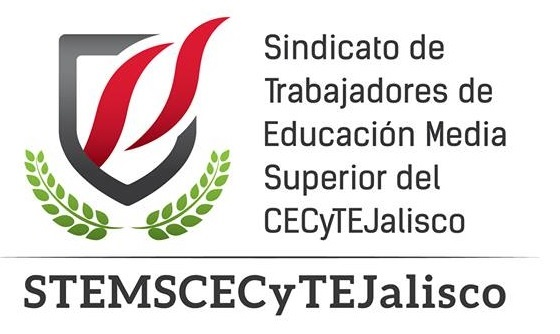 Sindicato de
Trabajadores de
Educación Media
Superior del
CECyTEJalisco
STEMSCECyTEJalisco